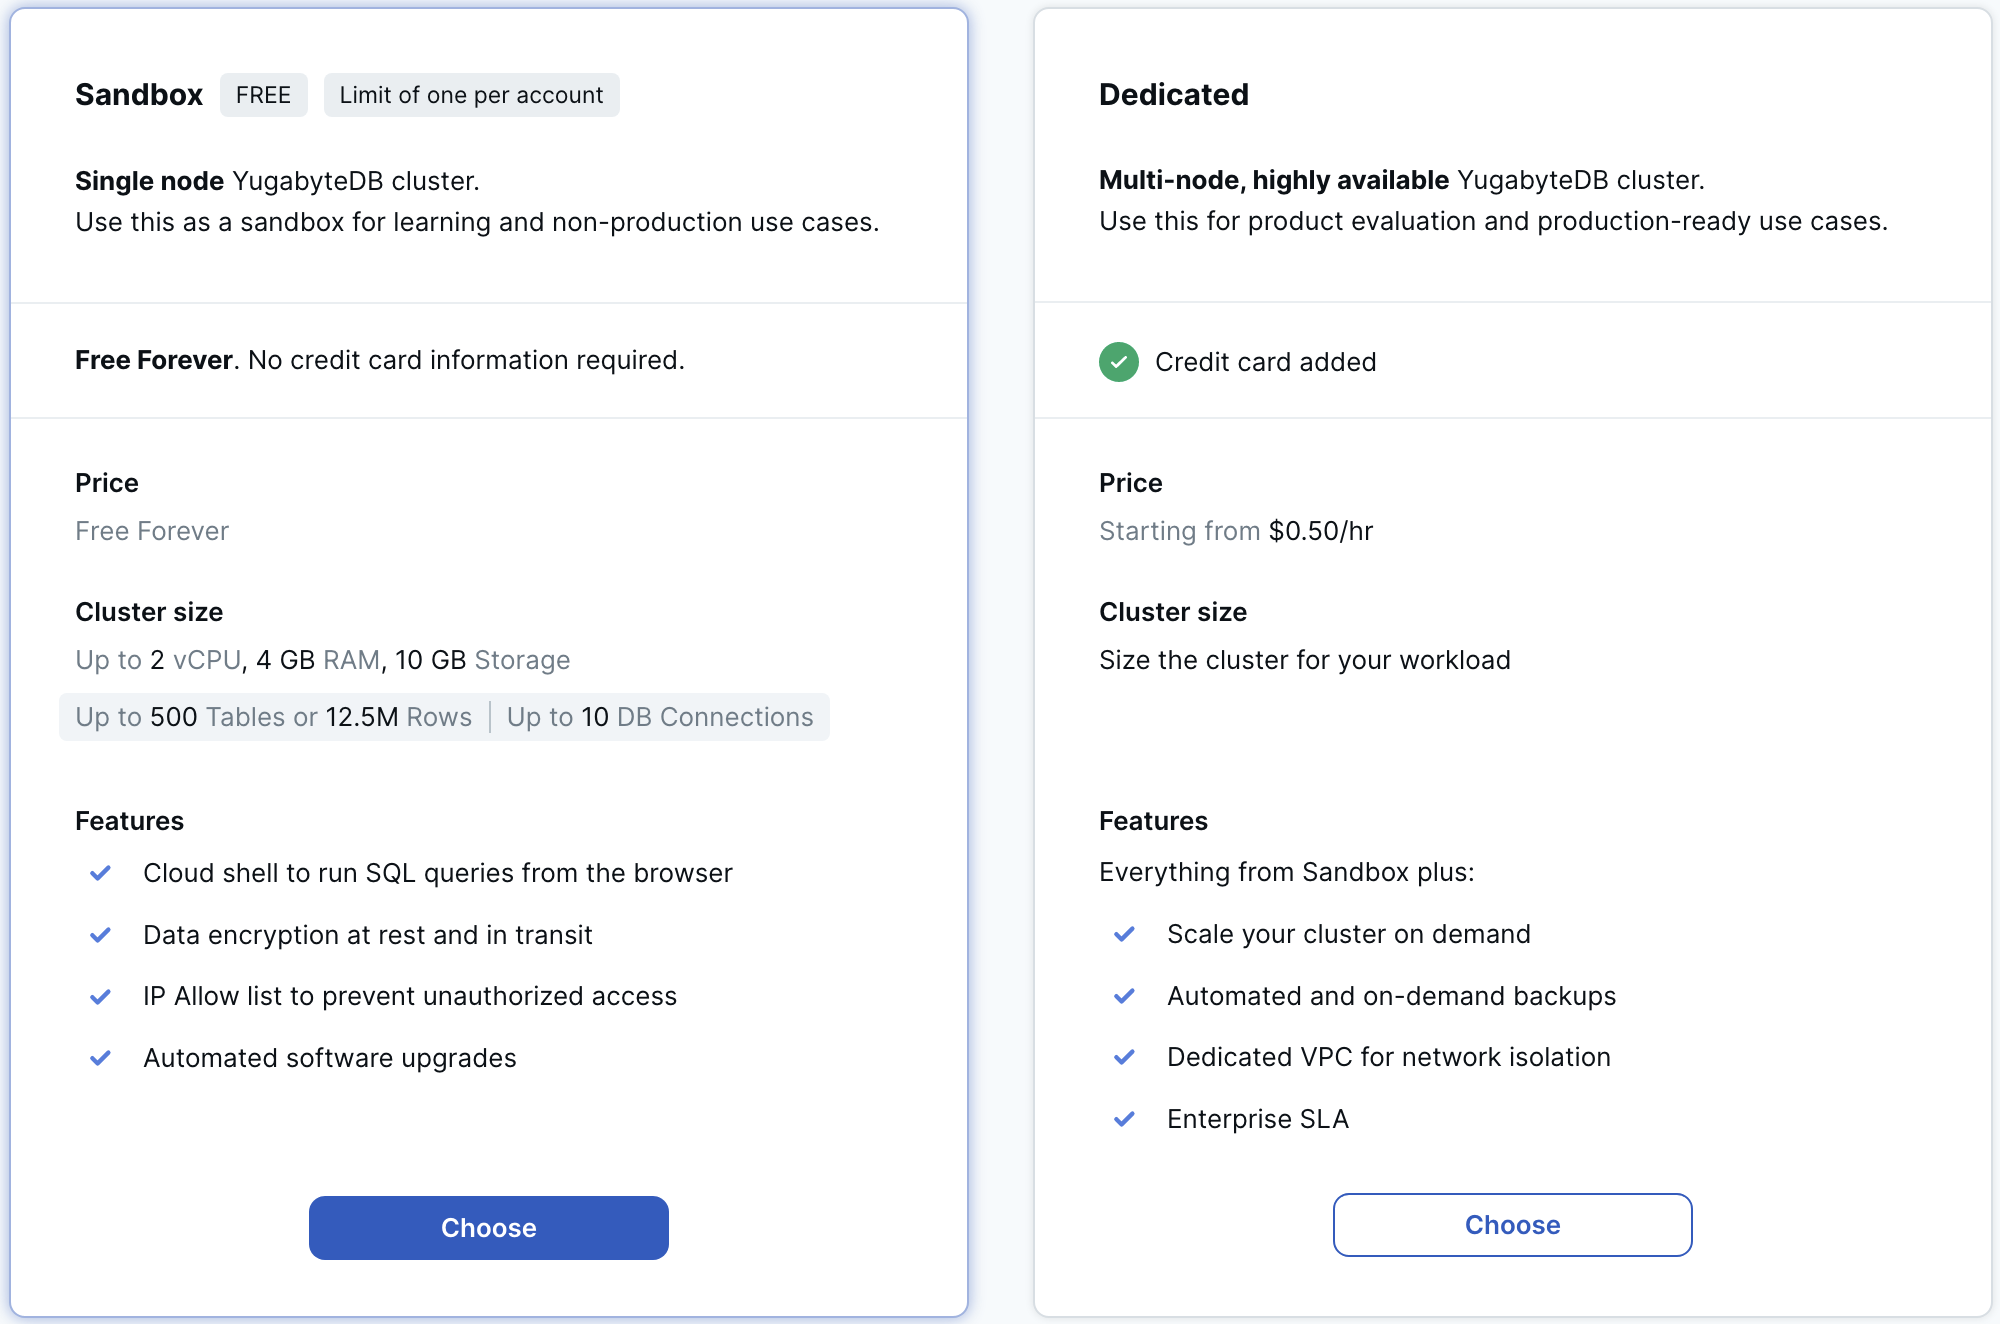 Sandbox FREE Limit of one per account
Single node YugabyteDB cluster.
Use this as a sandbox for learning and non-production use cases.
Free Forever. No credit card information required.
Price
Free Forever
Cluster size
Up to 2 vCPU, 4 GB RAM, 10 GB Storage
Up to 500 Tables or 12.5M Rows | Up to 10 DB Connections
Features
Cloud shell to run SQL queries from the browser
Data encryption at rest and in transit
IP Allow list to prevent unauthorized access
Automated software upgrades
Choose
Dedicated
Multi-node, highly available YugabyteDB cluster.
Use this for product evaluation and production-ready use cases.
Credit card added
Price
Starting from $0.50/hr
Cluster size
Size the cluster for your workload
Features
Everything from Sandbox plus:
Scale your cluster on demand
Automated and on-demand backups
Dedicated VPC for network isolation
Enterprise SLA
Choose